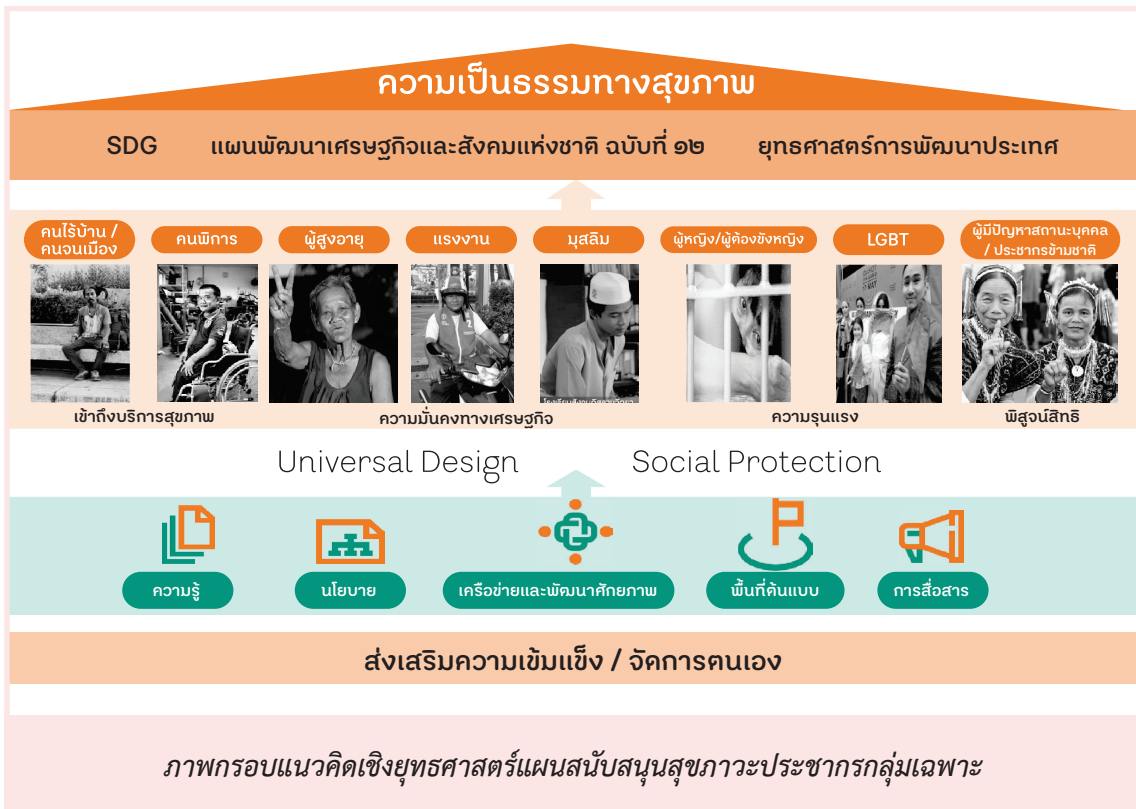 ความเป็นธรรมทางสุขภาพ
SDG แผนพัฒนาเศรษฐกิจและสังคมแห่งชาติ ฉบับที่ ๑๒ ยุทธศาสตร์การพัฒนาประเทศ
คนไร้บ้าน /
คนจนเมือง
คนพิการ
ผู้สูงอายุ
แรงงาน
มุสลิม
ผู้หญิง/ผู้ต้องขังหญิง
LGBT
ผู้มีปัญหาสถานะบุคคล
/ ประชากรข้ามชาติ
เข้าถึงบริการสุขภาพ
ความมั่นคงทางเศรษฐกิจ
ความรุนแรง
พิสูจน์สิทธิ
Universal Design
Social Protection
ความรู้
นโยบาย
เครือข่ายและพัฒนาศักยภาพ
พื้นที่ต้นแบบ
การสื่อสาร
ส่งเสริมความเข้มแข็ง / จัดการตนเอง
ภาพกรอบแนวคิดเชิงยุทธศาสตร์แผนสนับสนุนสุขภาวะประชากรกลุ่มเฉพาะ